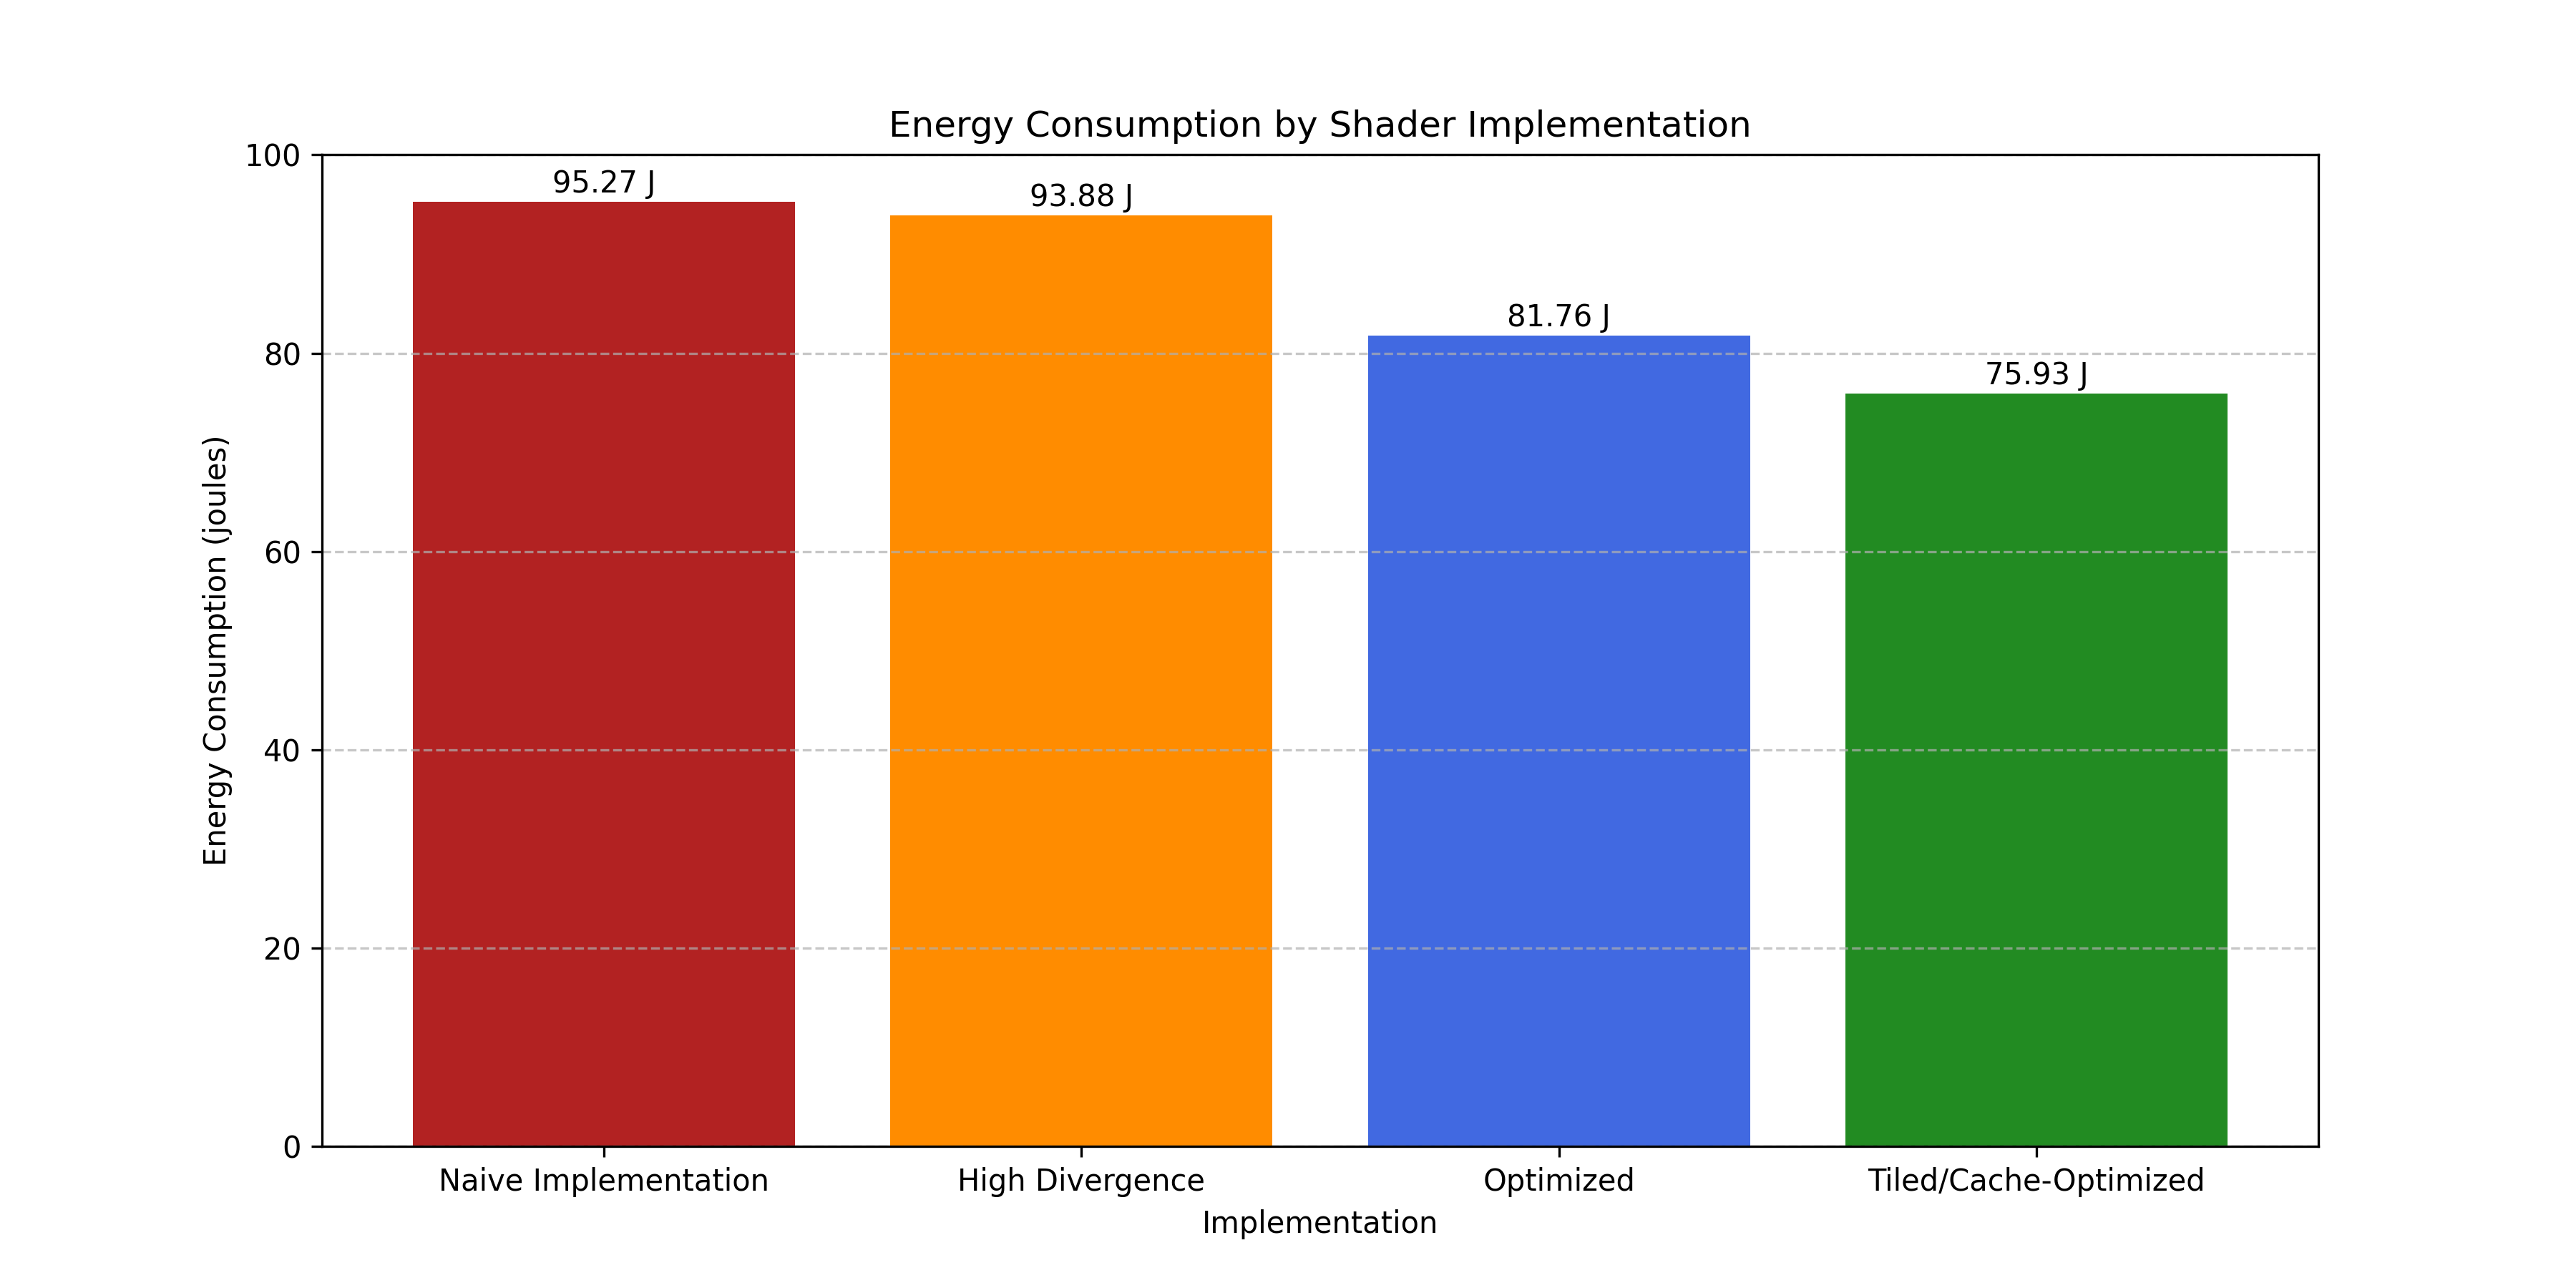 Energy Consumption by Shader Implementation
100
80
60
40
20
0
Energy Consumption (joules)
95.27 J
93.88 J
81.76 J
75.93 J
Naive Implementation
High Divergence
Optimized
Tiled/Cache-Optimized
Implementation